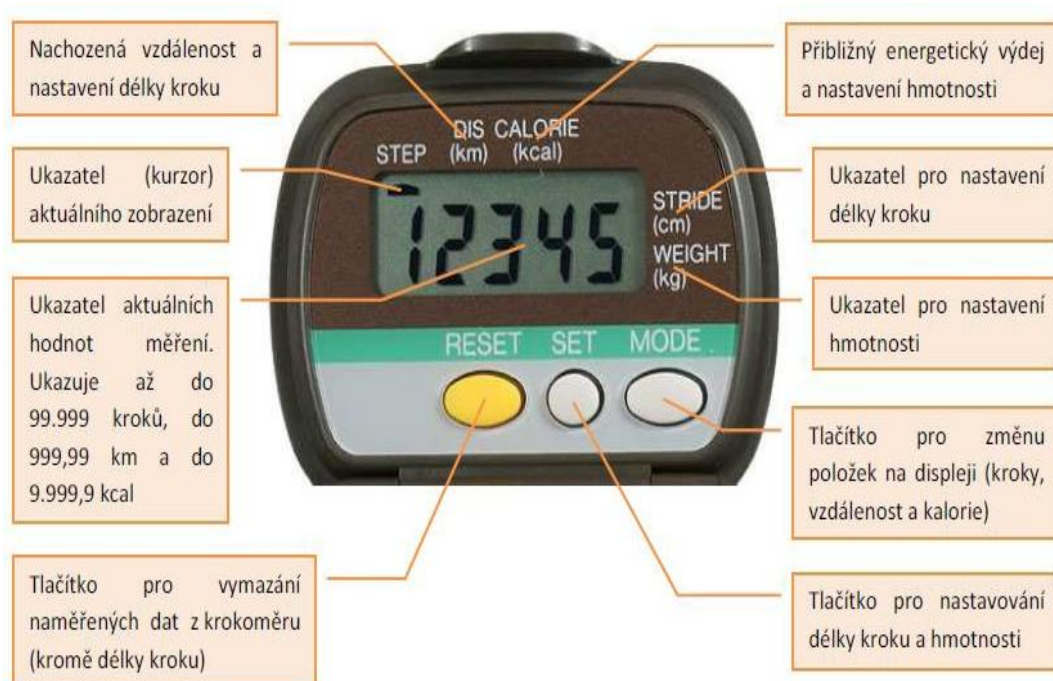 Nachozená vzdálenost a
nastavení délky kroku
Přibližný energetický výdej
a nastavení hmotnosti
Ukazatel (kurzor)
aktuálního zobrazení
Ukazatel aktuálních
hodnot měření.
Ukazuje až do
99.999 kroků, do
999,99 km a do
9.999,9 kcal
Tlačítko pro vymazání
naměřených dat z krokoměru
(kromě délky kroku)
STEP
DIS
(km)
CALORIE
(kcal)
12345
STRIDE
(cm)
WEIGHT
(kg)
RESET SET MODE
Ukazatel pro nastavení
délky kroku
Ukazatel pro nastavení
hmotnosti
Tlačítko pro změnu
položek na displeji (kroky,
vzdálenost a kalorie)
Tlačítko pro nastavování
délky kroku a hmotnosti